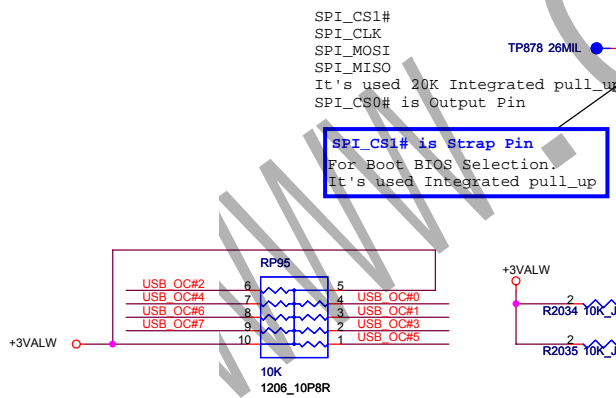 SPI_CS1#
SPI_CLK
SPI_MOSI
SPI_MISO
It's used 20K Integrated pull_up
SPI_CS0# is Output Pin
TP878 26MIL
SPI_CS1# is Strap Pin
For Boot BIOS Selection.
It's used Integrated pull_up
RP95
+3VALW
USB_OC#2 6 5
USB_OC#4 7 4 USB_OC#0
USB_OC#6 8 3 USB_OC#1
USB_OC#7 9 2 USB_OC#3
10 1 USB_OC#5
+3VALW
2
R2034 10K_J
2
R2035 10K_J
10K
1206_10P8R